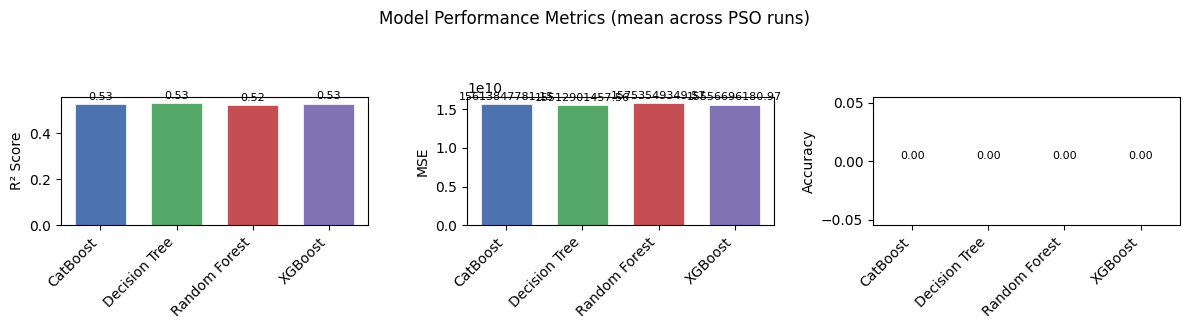 Model Performance Metrics (mean across PSO runs)
R² Score
0.4
0.2
0.0
0.53
0.53
0.52
0.53
CatBoost
Decision Tree
Random Forest
XGBoost
1e10
MSE
1.5
1.0
0.5
0.0
CatBoost
Decision Tree
Random Forest
XGBoost
Accuracy
0.05
0.00
−0.05
0.00
0.00
0.00
0.00
CatBoost
Decision Tree
Random Forest
XGBoost